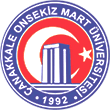 ÇANAKKALE ONSEKİZ MART ÜNİVERSİTESİ
• 1992 •